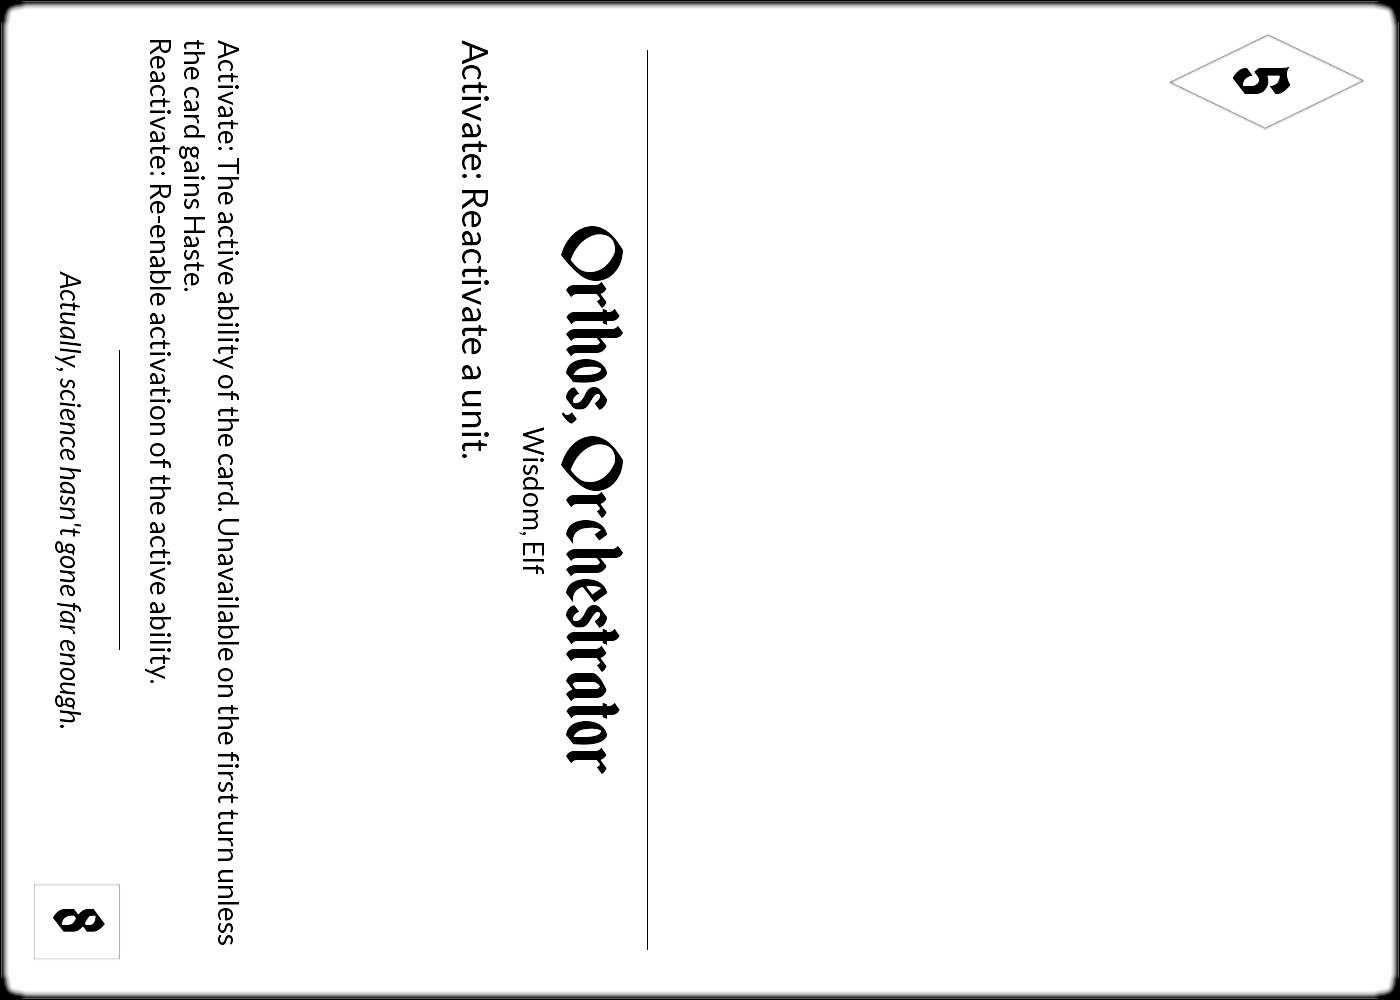 5
Orthos, Orchestrator
Wisdom, Elf
Activate: Reactivate a unit.
Activate: The active ability of the card. Unavailable on the first turn unless
the card gains Haste.
Reactivate: Re-enable activation of the active ability.
Actually, science hasn't gone far enough.
8